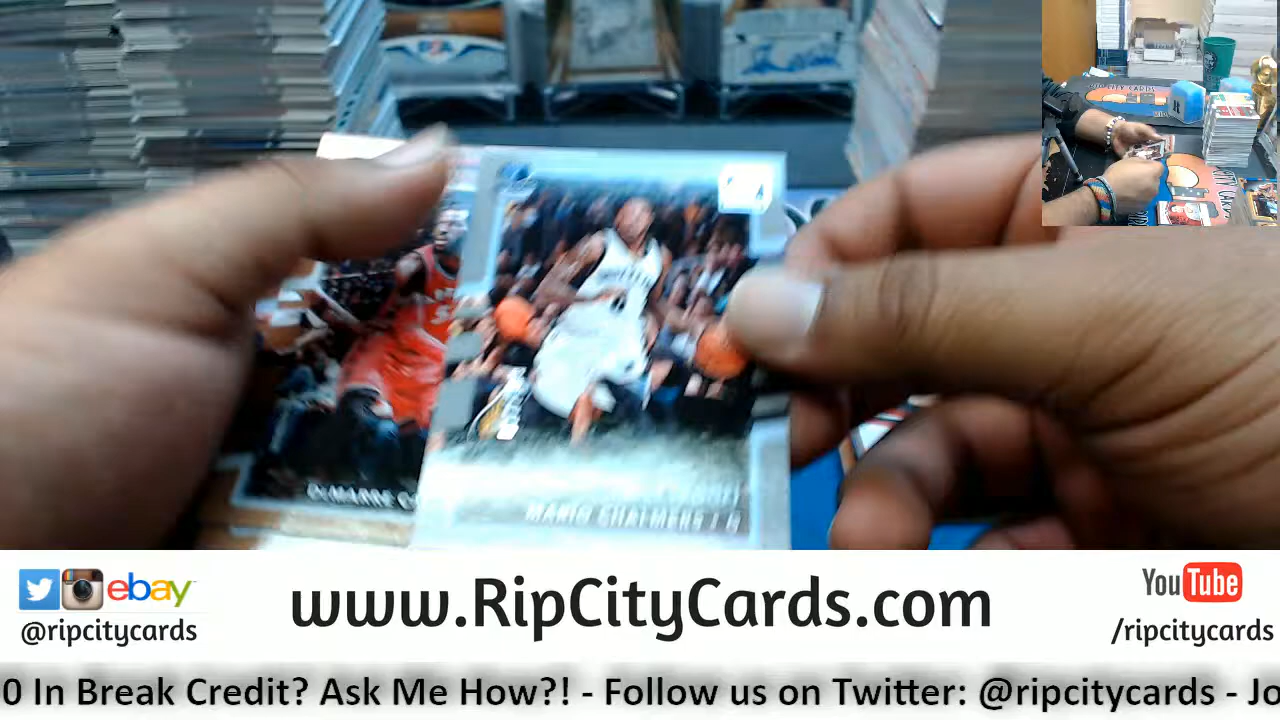 MARIO CHALMERS | G
ebay
@ripcitycards
www.RipCityCards.com
YouTube
/ripcitycards
0 In Break Credit? Ask Me How?! - Follow us on Twitter: @ripcitycards - Jo